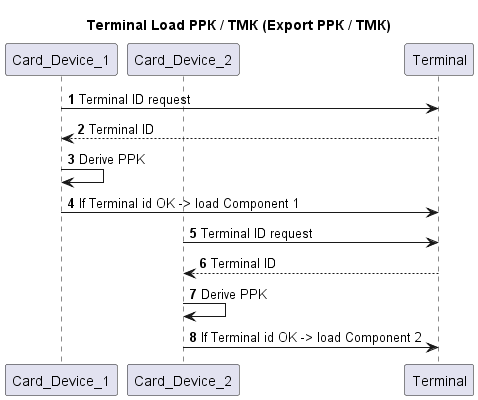 Terminal Load PPK / TMK (Export PPK / TMK)
Card_Device_1 Card_Device_2 Terminal
1 Terminal ID request
2 Terminal ID
3 Derive PPK
4 If Terminal id OK -> load Component 1
5 Terminal ID request
6 Terminal ID
7 Derive PPK
8 If Terminal id OK -> load Component 2
Card_Device_1 Card_Device_2 Terminal